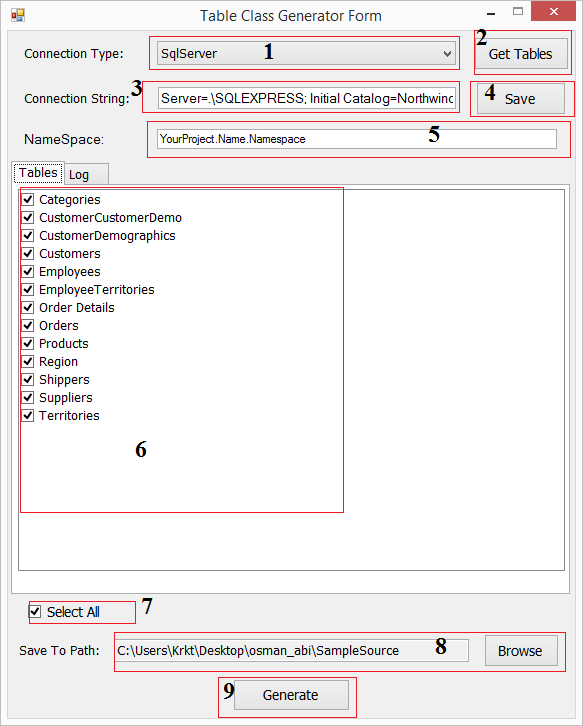 Table Class Generator Form
Connection Type: SqlServer 1 2 Get Tables
Connection String: 3 Server=.\SQLEXPRESS; Initial Catalog=Northwind 4 Save
NameSpace: YourProject.Name.Namespace 5
Tables Log
Categories
CustomerCustomerDemo
CustomerDemographics
Customers
Employees
EmployeeTerritories
Order Details
Orders
Products
Region
Shippers
Suppliers
Territories
6
Select All 7
Save To Path: C:\Users\Krkt\Desktop\osman_abi\SampleSource 8 Browse
9 Generate